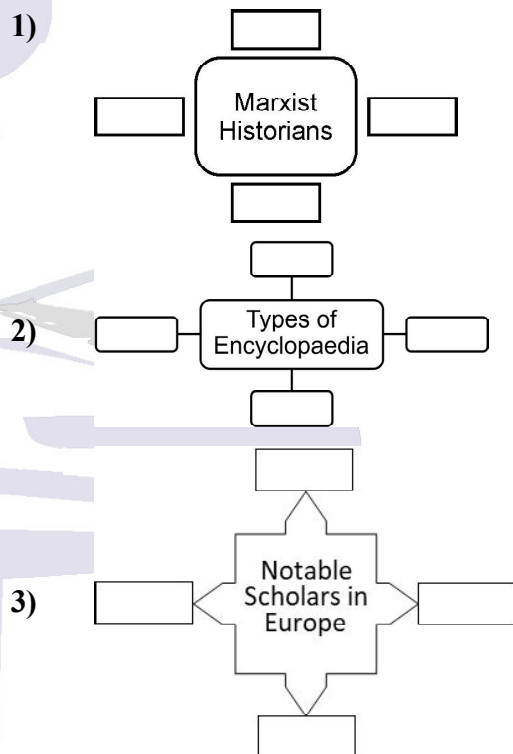 1)
Marxist
Historians
2)
Types of
Encyclopaedia
3)
Notable
Scholars in
Europe